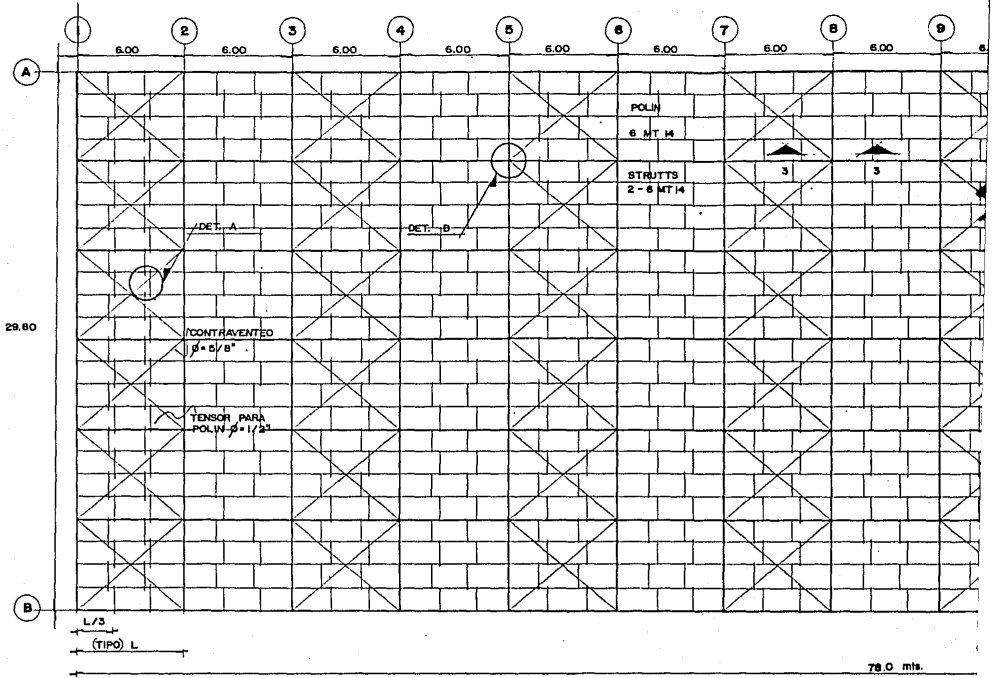 1 2 3 4 5 6 7 8 9
6.00 6.00 6.00 6.00 6.00 6.00 6.00 6.00 6.
A
POLIN
6 MT 14
3 3
STRUTTS
2 - 6 MT 14
DET. A
DET. B
29.60
CONTRAVENTEO
Ø=5/8"
TENSOR PARA
POLIN Ø=1/2"
B
L/3
(TIPO) L
78.0 mts.